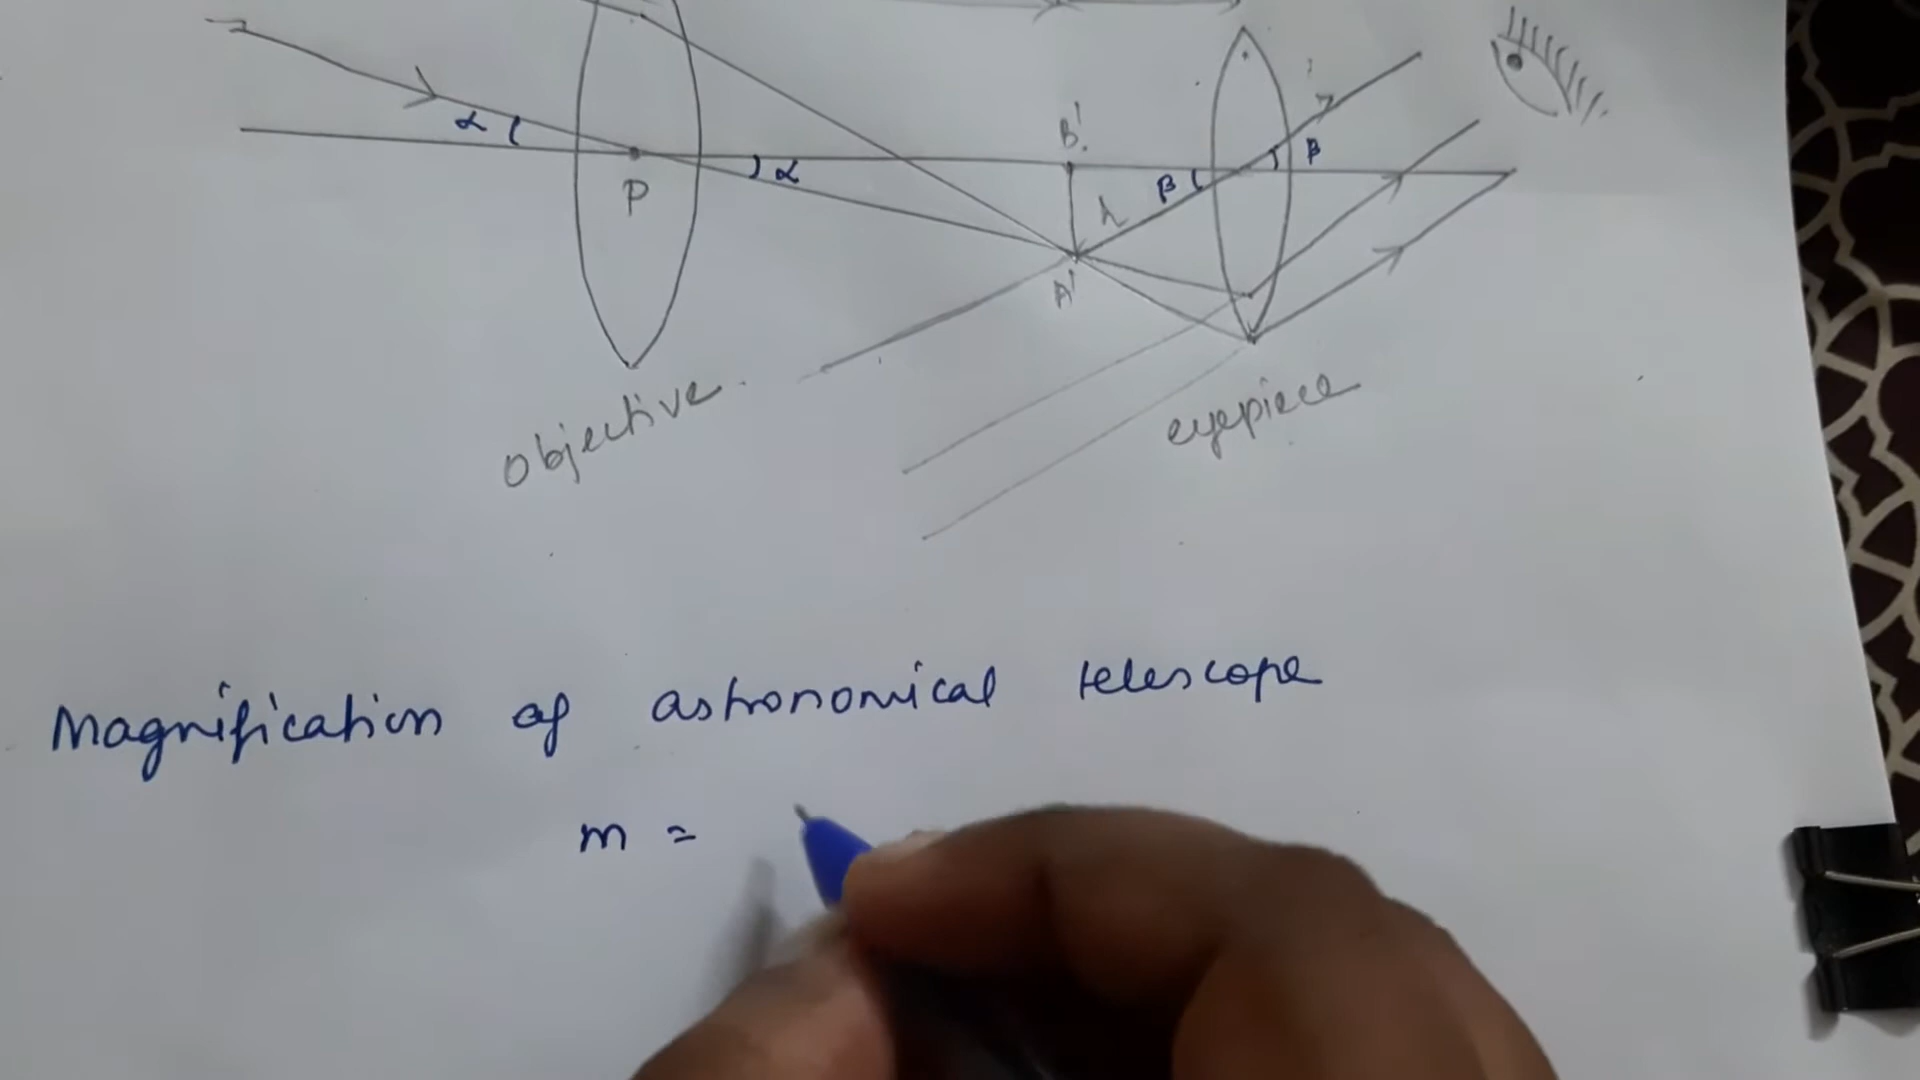 α
α
P
B'
h
A'
β
β
objective.
eyepiece
Magnification of astronomical telescope
m =